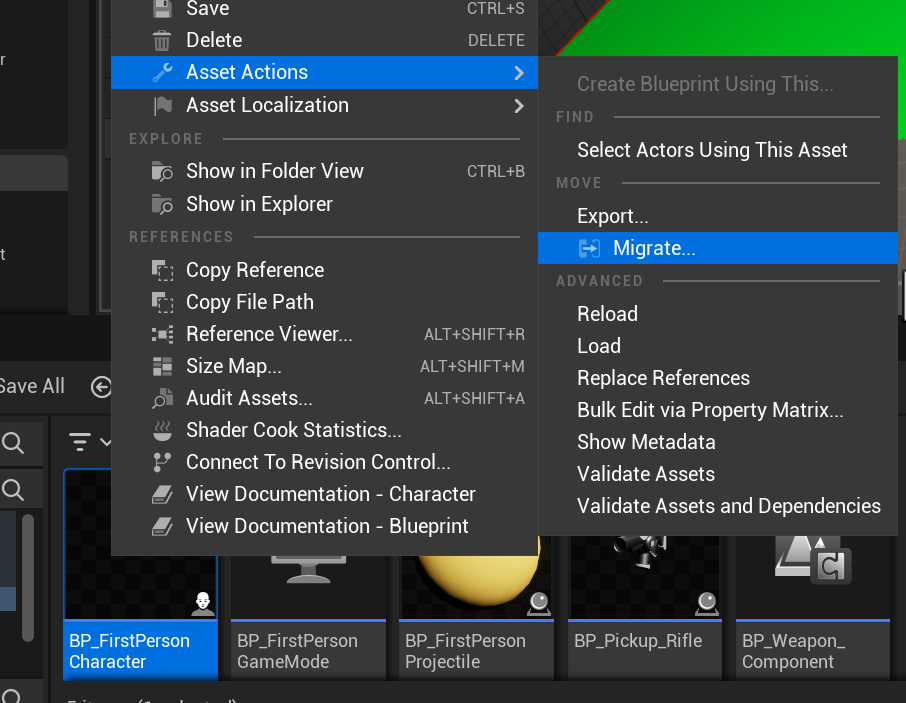 Save CTRL+S
Delete DELETE
Asset Actions
Asset Localization
EXPLORE
Show in Folder View CTRL+B
Show in Explorer
REFERENCES
Copy Reference
Copy File Path
Reference Viewer... ALT+SHIFT+R
Size Map... ALT+SHIFT+M
Audit Assets... ALT+SHIFT+A
Shader Cook Statistics...
Connect To Revision Control...
View Documentation - Character
View Documentation - Blueprint
Create Blueprint Using This...
FIND
Select Actors Using This Asset
MOVE
Export...
Migrate...
ADVANCED
Reload
Load
Replace References
Bulk Edit via Property Matrix...
Show Metadata
Validate Assets
Validate Assets and Dependencies
r
t
Save All
BP_FirstPerson
Character
BP_FirstPerson
GameMode
BP_FirstPerson
Projectile
BP_Pickup_Rifle
BP_Weapon_
Component